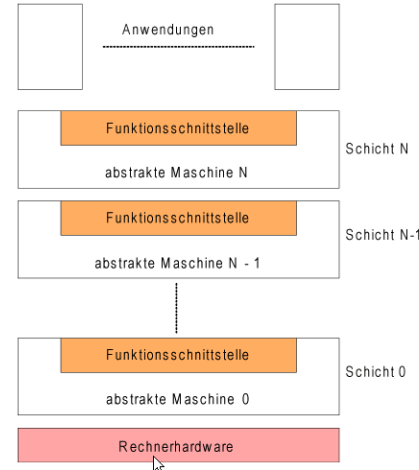 Anwendungen
Funktionsschnittstelle
abstrakte Maschine N
Schicht N
Funktionsschnittstelle
abstrakte Maschine N - 1
Schicht N-1
Funktionsschnittstelle
abstrakte Maschine 0
Schicht 0
Rechnerhardware